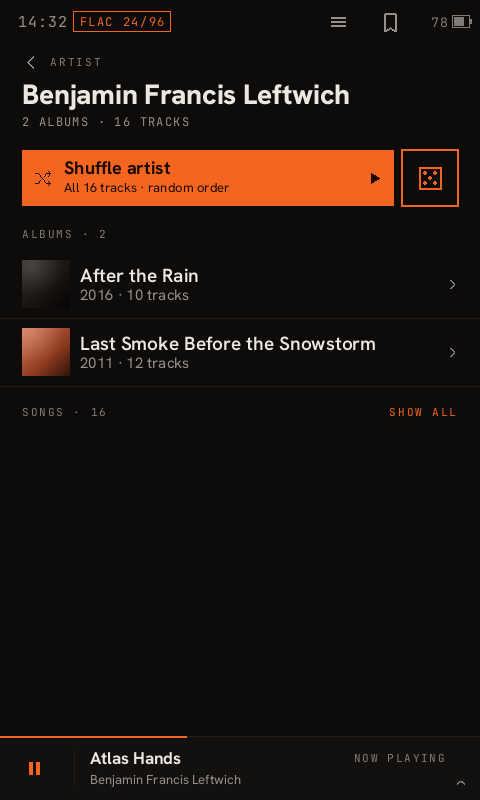 14:32 FLAC 24/96 78
ARTIST
Benjamin Francis Leftwich
2 ALBUMS · 16 TRACKS
Shuffle artist
All 16 tracks · random order
ALBUMS · 2
After the Rain
2016 · 10 tracks
Last Smoke Before the Snowstorm
2011 · 12 tracks
SONGS · 16 SHOW ALL
Atlas Hands
NOW PLAYING
Benjamin Francis Leftwich